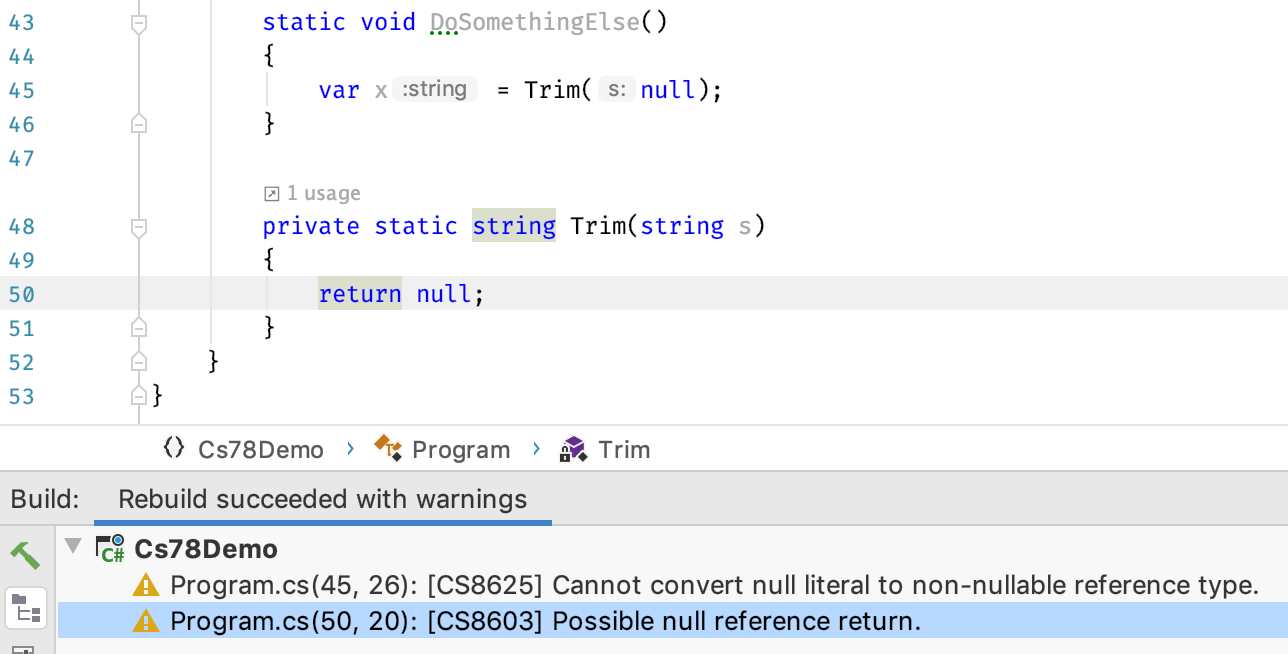 43 static void DoSomethingElse()
44 {
45 var x :string = Trim( s: null);
46 }
47
1 usage
48 private static string Trim(string s)
49 {
50 return null;
51 }
52 }
53 }
Cs78Demo › Program › Trim
Build: Rebuild succeeded with warnings
C# Cs78Demo
Program.cs(45, 26): [CS8625] Cannot convert null literal to non-nullable reference type.
Program.cs(50, 20): [CS8603] Possible null reference return.